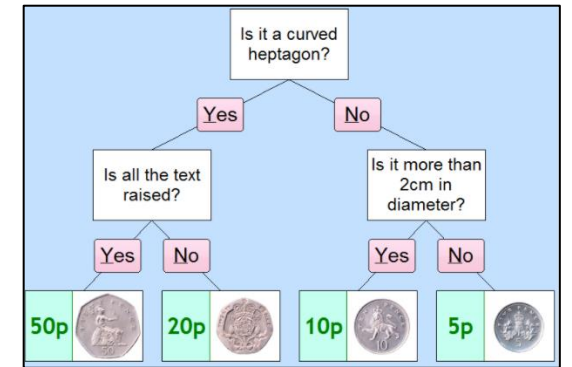 Is it a curved
heptagon?
Yes
No
Is all the text
raised?
Is it more than
2cm in
diameter?
Yes
No
Yes
No
50p
20p
10p
5p